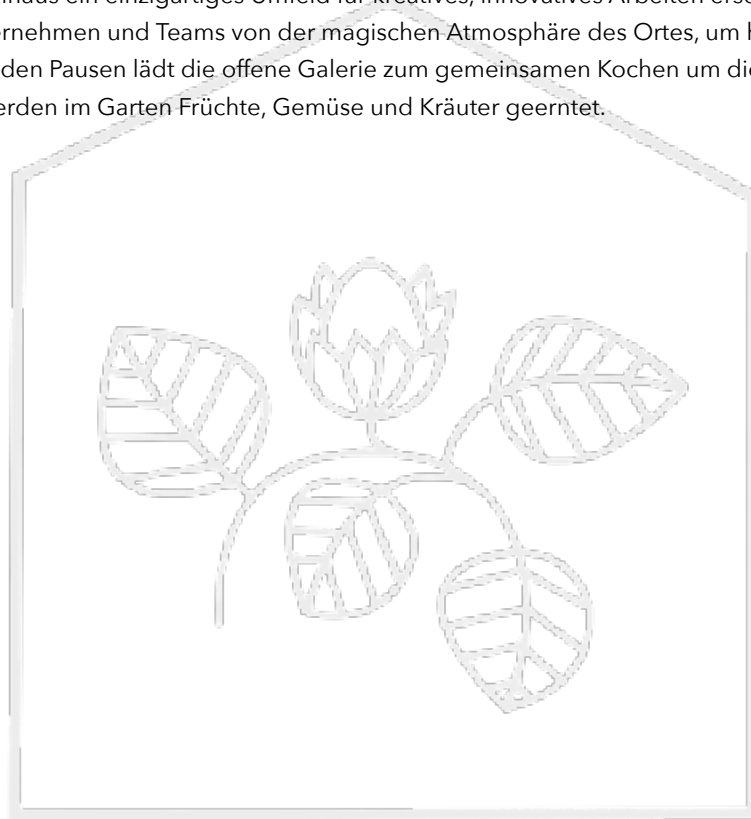 ein einzigartiges Umfeld für kreatives, innovatives Arbeiten
ernehmen und Teams von der magischen Atmosphäre des Ortes, um
den Pausen lädt die offene Galerie zum gemeinsamen Kochen um die
erden im Garten Früchte, Gemüse und Kräuter geerntet.